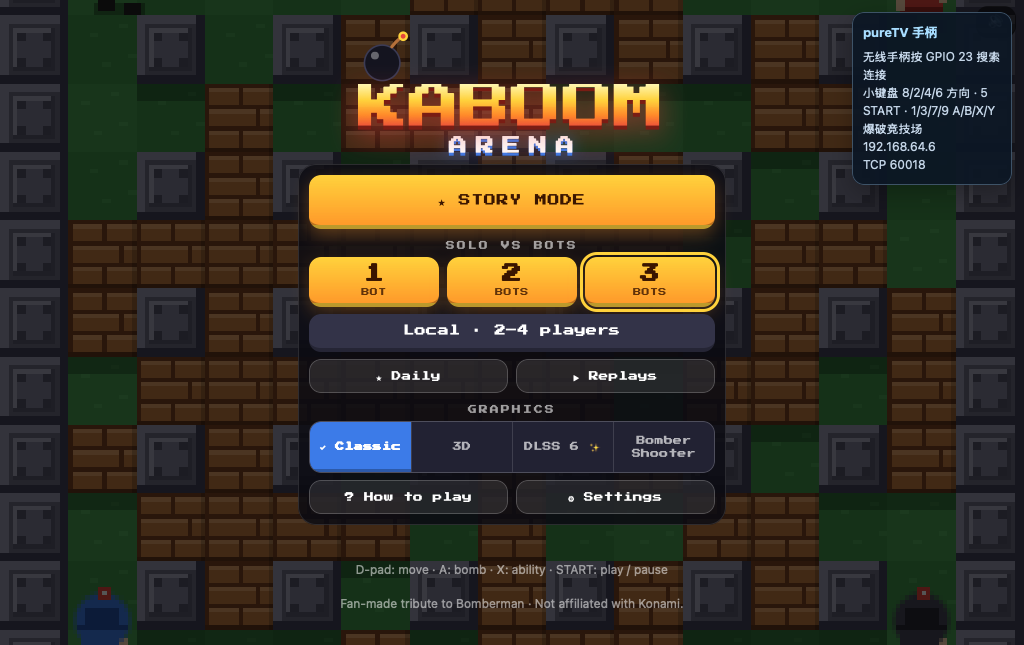 KABOOM
ARENA
★ STORY MODE
SOLO VS BOTS
1
BOT
2
BOTS
3
BOTS
Local · 2–4 players
★ Daily
▶ Replays
GRAPHICS
✓ Classic
3D
DLSS 6 ✨
Bomber
Shooter
? How to play
⚙ Settings
D-pad: move · A: bomb · X: ability · START: play / pause
Fan-made tribute to Bomberman · Not affiliated with Konami.
pureTV 手柄
无线手柄按 GPIO 23 搜索
连接
小键盘 8/2/4/6 方向 · 5
START · 1/3/7/9 A/B/X/Y
爆破竞技场
192.168.64.6
TCP 60018